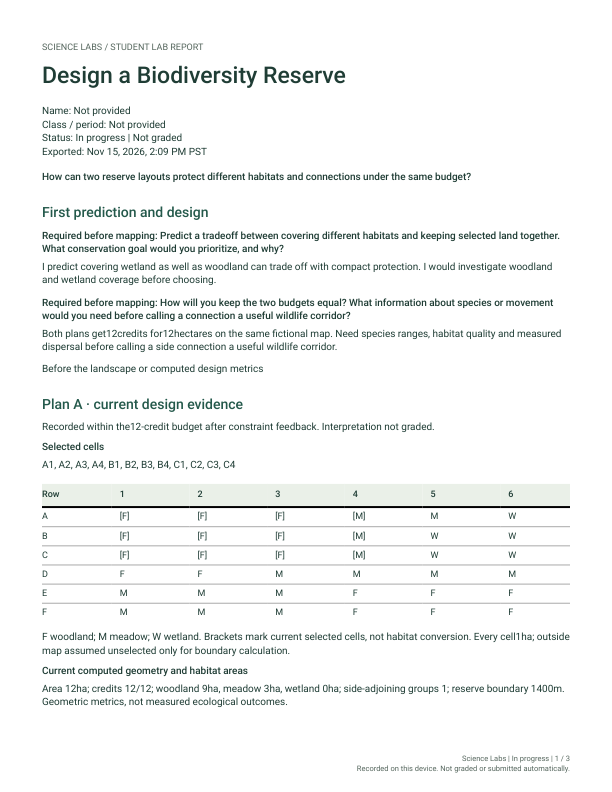 SCIENCE LABS / STUDENT LAB REPORT
Design a Biodiversity Reserve
Name: Not provided
Class / period: Not provided
Status: In progress | Not graded
Exported: Nov 15, 2026, 2:09 PM PST
How can two reserve layouts protect different habitats and connections under the same budget?
First prediction and design
Required before mapping: Predict a tradeoff between covering different habitats and keeping selected land together.
What conservation goal would you prioritize, and why?
I predict covering wetland as well as woodland can trade off with compact protection. I would investigate woodland
and wetland coverage before choosing.
Required before mapping: How will you keep the two budgets equal? What information about species or movement
would you need before calling a connection a useful wildlife corridor?
Both plans get12credits for12hectares on the same fictional map. Need species ranges, habitat quality and measured
dispersal before calling a side connection a useful wildlife corridor.
Before the landscape or computed design metrics
Plan A · current design evidence
Recorded within the12-credit budget after constraint feedback. Interpretation not graded.
Selected cells
A1, A2, A3, A4, B1, B2, B3, B4, C1, C2, C3, C4
Row 1 2 3 4 5 6
A [F] [F] [F] [M] M W
B [F] [F] [F] [M] W W
C [F] [F] [F] [M] W W
D F F M M M M
E M M M F F F
F M M M F F F
F woodland; M meadow; W wetland. Brackets mark current selected cells, not habitat conversion. Every cell1ha; outside
map assumed unselected only for boundary calculation.
Current computed geometry and habitat areas
Area 12ha; credits 12/12; woodland 9ha, meadow 3ha, wetland 0ha; side-adjoining groups 1; reserve boundary 1400m.
Geometric metrics, not measured ecological outcomes.
Science Labs | In progress | 1 / 3
Recorded on this device. Not graded or submitted automatically.